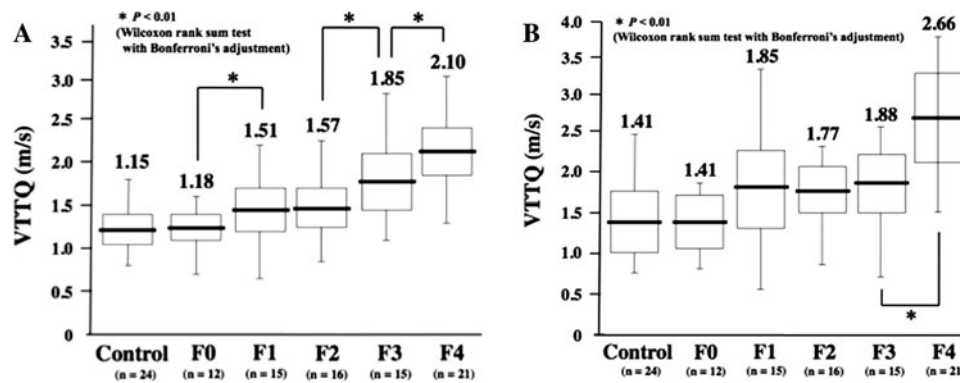 A
* P < 0.01
(Wilcoxon rank sum test
with Bonferroni's adjustment)
VTTQ (m/s)
3.5
3.0
2.5
2.0
1.5
1.0
0.5
0
1.15
1.18
1.51
1.57
1.85
2.10
*
*
*
Control
F0
F1
F2
F3
F4
(n = 24)
(n = 12)
(n = 15)
(n = 16)
(n = 15)
(n = 21)
B
* P < 0.01
(Wilcoxon rank sum test with Bonferroni's adjustment)
VTTQ (m/s)
4.0
3.5
3.0
2.5
2.0
1.5
1.0
0.5
0
1.41
1.41
1.85
1.77
1.88
2.66
*
Control
F0
F1
F2
F3
F4
(n = 24)
(n = 12)
(n = 15)
(n = 16)
(n = 15)
(n = 21)